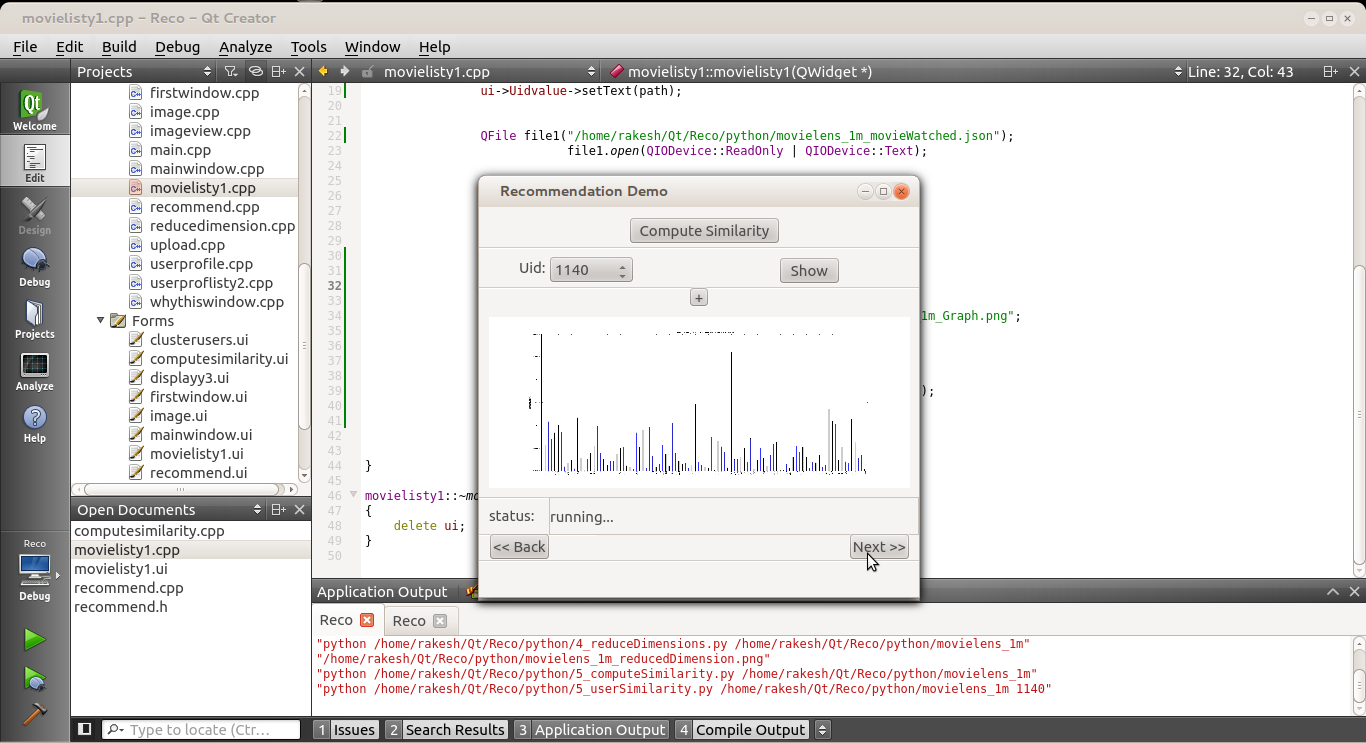 movielisty1.cpp - Reco - Qt Creator
File Edit Build Debug Analyze Tools Window Help
Projects
movielisty1.cpp
movielisty1::movielisty1(QWidget *)
Line: 32, Col: 43
Welcome
Edit
Design
Debug
Projects
Analyze
Help
Reco
Debug
firstwindow.cpp
image.cpp
imageview.cpp
main.cpp
mainwindow.cpp
movielisty1.cpp
recommend.cpp
reducedimension.cpp
upload.cpp
userprofile.cpp
userproflisty2.cpp
whythiswindow.cpp
Forms
clusterusers.ui
computesimilarity.ui
displayy3.ui
firstwindow.ui
image.ui
mainwindow.ui
movielisty1.ui
recommend.ui
Open Documents
computesimilarity.cpp
movielisty1.cpp
movielisty1.ui
recommend.cpp
recommend.h
19 ui->Uidvalue->setText(path);
20
21
22 QFile file1("/home/rakesh/Qt/Reco/python/movielens_1m_movieWatched.json");
23 file1.open(QIODevice::ReadOnly | QIODevice::Text);
24
25
26
27
28
29
30
31
32
33
34 1m_Graph.png";
35
36
37
38
39 );
40
41
42
43
44 }
45
46 movielisty1::~mo
47 {
48 delete ui;
49 }
50
Recommendation Demo
Compute Similarity
Uid: 1140 Show
+
status: running...
<< Back Next >>
Application Output
Reco Reco
"python /home/rakesh/Qt/Reco/python/4_reduceDimensions.py /home/rakesh/Qt/Reco/python/movielens_1m"
"/home/rakesh/Qt/Reco/python/movielens_1m_reducedDimension.png"
"python /home/rakesh/Qt/Reco/python/5_computeSimilarity.py /home/rakesh/Qt/Reco/python/movielens_1m"
"python /home/rakesh/Qt/Reco/python/5_userSimilarity.py /home/rakesh/Qt/Reco/python/movielens_1m 1140"
Type to locate (Ctr...
1 Issues 2 Search Results 3 Application Output 4 Compile Output